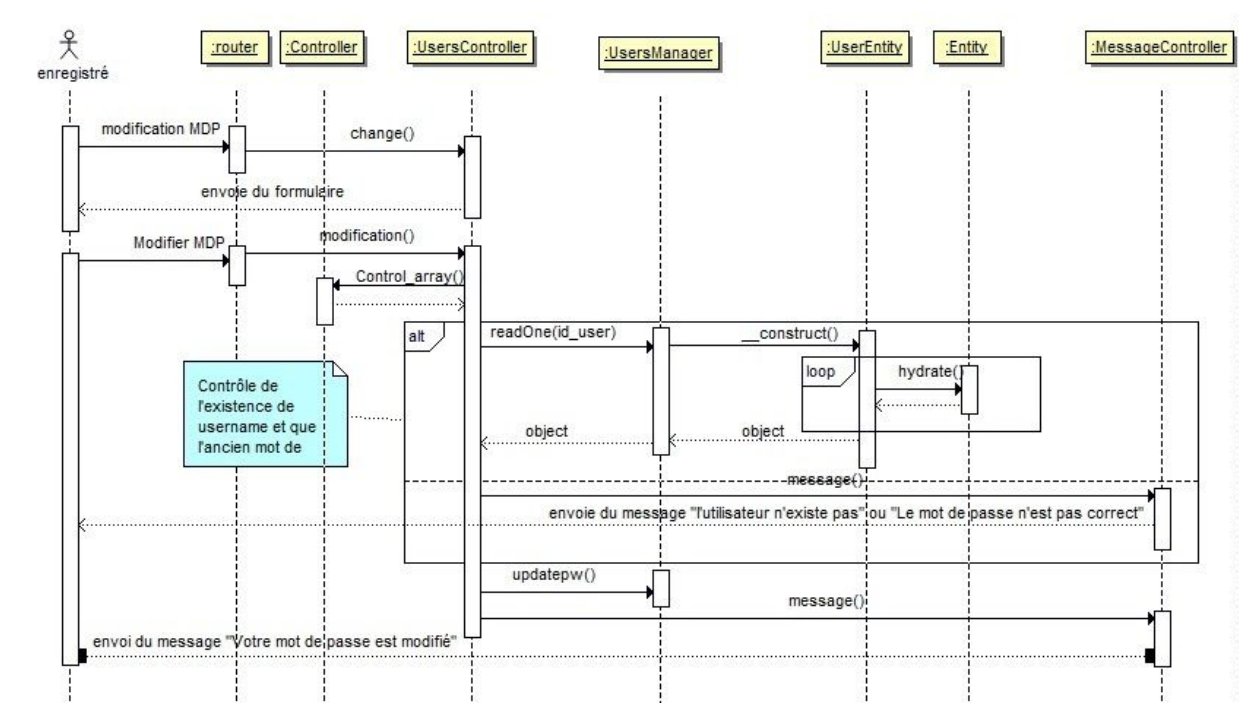 :router
:Controller
:UsersController
:UsersManager
:UserEntity
:Entity
:MessageController
enregistré
modification MDP
change()
envoie du formulaire
Modifier MDP
modification()
Control_array()
alt
readOne(id_user)
__construct()
loop
hydrate()
Contrôle de
l'existence de
username et que
l'ancien mot de
object
object
message()
envoie du message "l'utilisateur n'existe pas" ou "Le mot de passe n'est pas correct"
updatepw()
message()
envoi du message "Votre mot de passe est modifié"